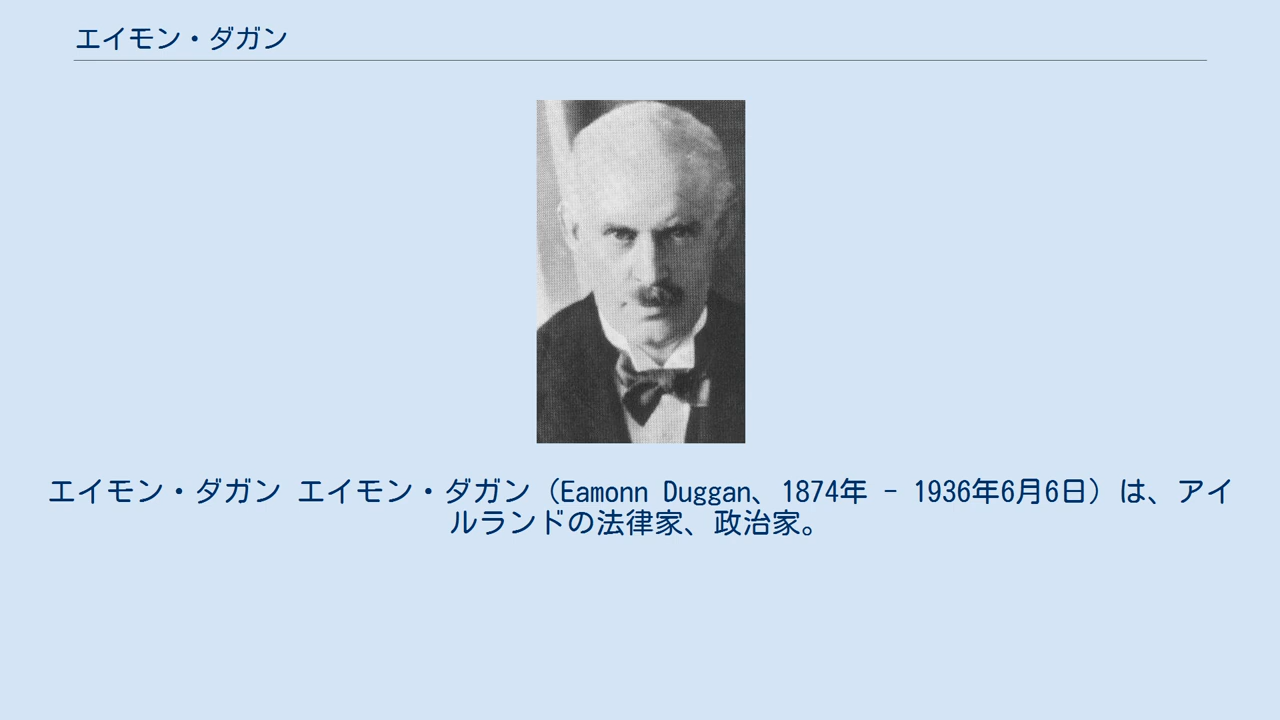 エイモン・ダガン
エイモン・ダガン エイモン・ダガン（Eamonn Duggan、1874年 - 1936年6月6日）は、アイ
ルランドの法律家、政治家。